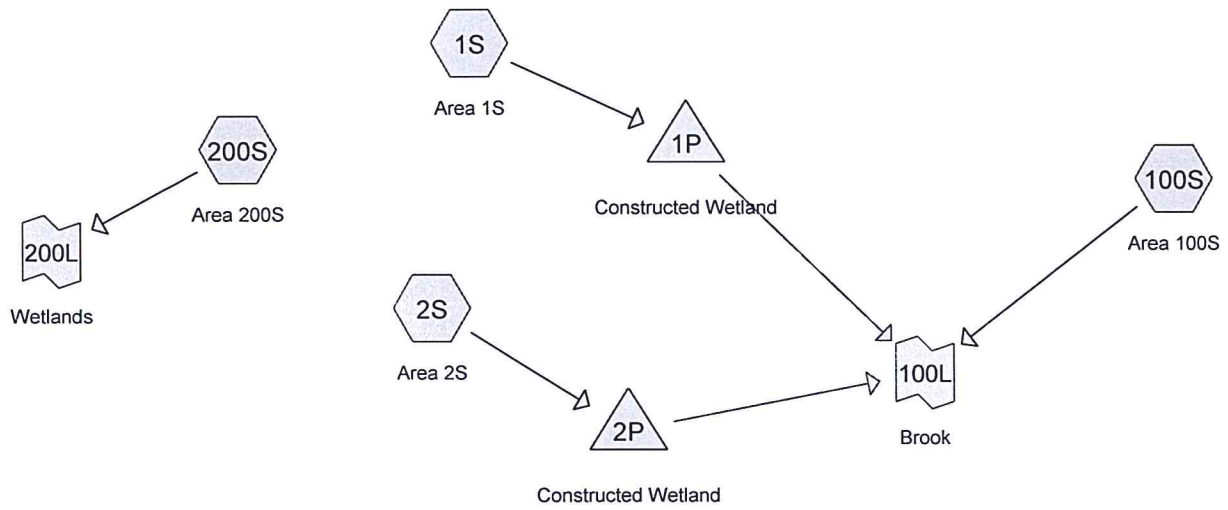 1S
Area 1S
1P
Constructed Wetland
200S
Area 200S
200L
Wetlands
100S
Area 100S
2S
Area 2S
2P
Constructed Wetland
100L
Brook